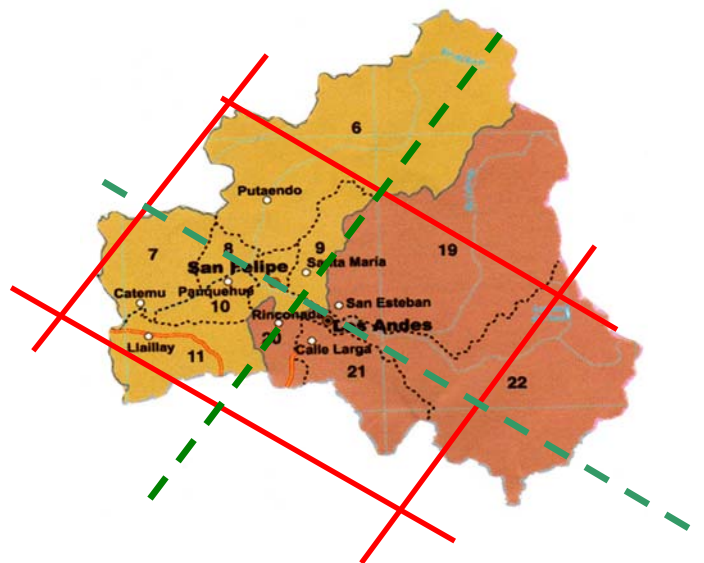 6
Putaendo
7
8
9
19
San Felipe
Santa María
Catemu
Panquehue
10
San Esteban
Rinconada
Los Andes
20
Llaillay
11
Calle Larga
21
22